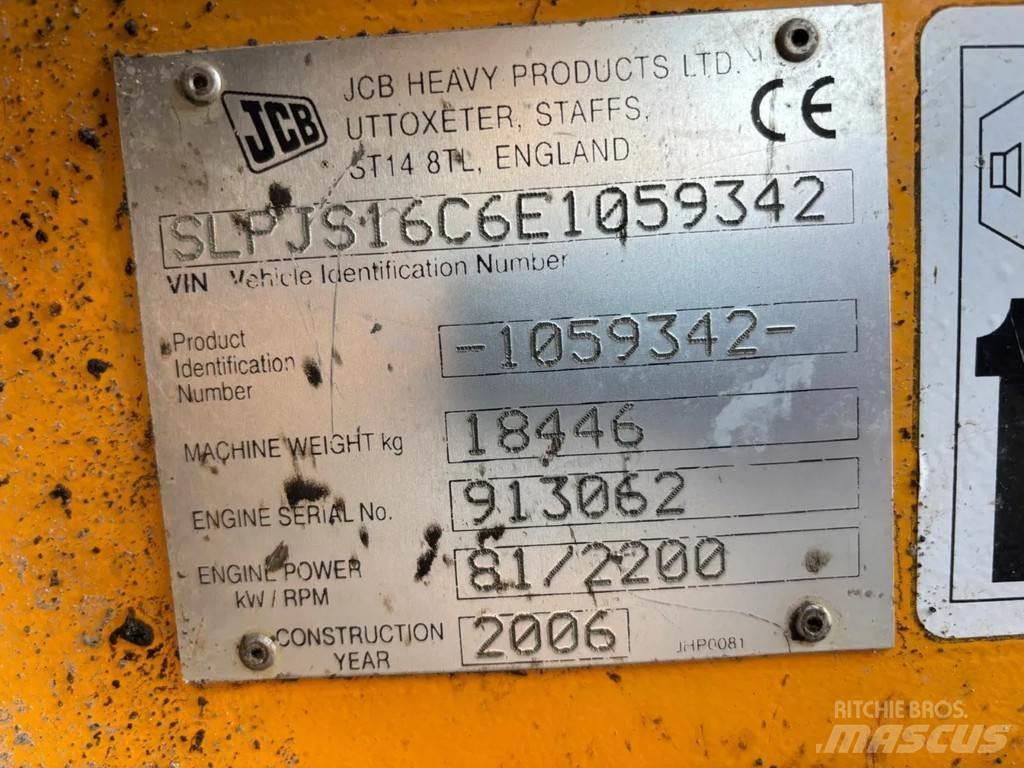 JCB
JCB HEAVY PRODUCTS LTD.
UTTOXETER, STAFFS,
ST14 8TL, ENGLAND
CE
SLPJS16C6E1059342
VIN Vehicle Identification Number
Product
Identification
Number
-1059342-
MACHINE WEIGHT kg
18446
ENGINE SERIAL No.
913062
ENGINE POWER
kW / RPM
81/2200
CONSTRUCTION
YEAR
2006
JHP0081
RITCHIE BROS.
MASCUS